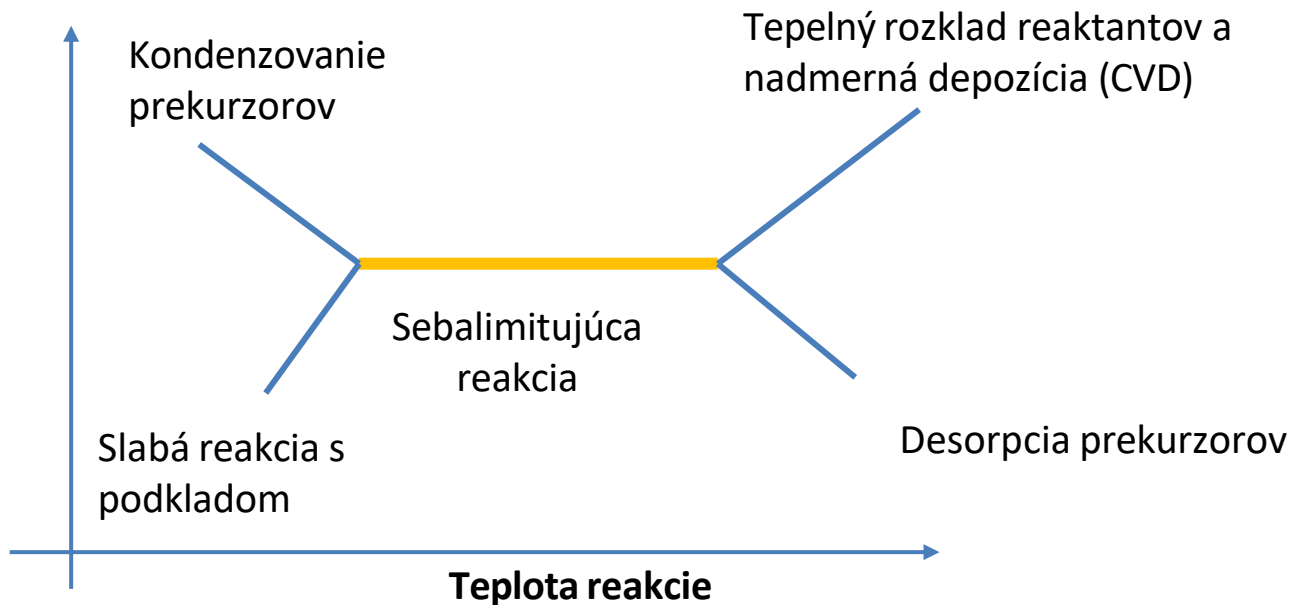 Kondenzovanie
prekurzorov
Tepelný rozklad reaktantov a
nadmerná depozícia (CVD)
Sebalimitujúca
reakcia
Slabá reakcia s
podkladom
Desorpcia prekurzorov
Teplota reakcie